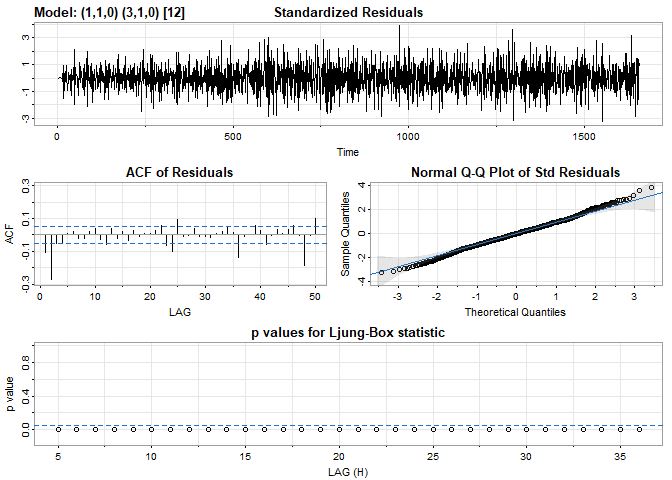 Model: (1,1,0) (3,1,0) [12] Standardized Residuals
3
1
-1
-3
0 500 1000 1500
Time
ACF of Residuals
0.3
0.1
-0.1
-0.3
ACF
0 10 20 30 40 50
LAG
Normal Q-Q Plot of Std Residuals
4
2
0
-2
-4
Sample Quantiles
-3 -2 -1 0 1 2 3
Theoretical Quantiles
p values for Ljung-Box statistic
0.8
0.4
0.0
p value
5 10 15 20 25 30 35
LAG (H)